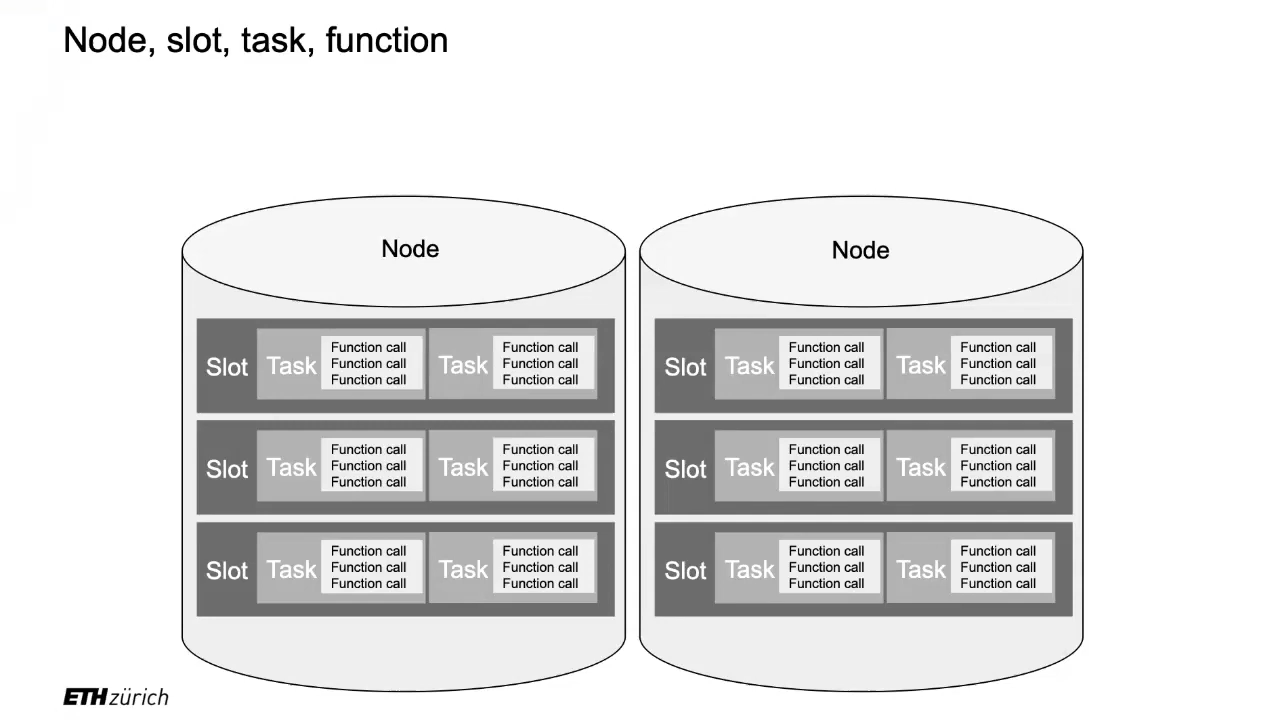 Node, slot, task, function
Node
Node
Slot
Task
Function call
Function call
Function call
Task
Function call
Function call
Function call
Slot
Task
Function call
Function call
Function call
Task
Function call
Function call
Function call
Slot
Task
Function call
Function call
Function call
Task
Function call
Function call
Function call
Slot
Task
Function call
Function call
Function call
Task
Function call
Function call
Function call
Slot
Task
Function call
Function call
Function call
Task
Function call
Function call
Function call
Slot
Task
Function call
Function call
Function call
Task
Function call
Function call
Function call
ETH zürich